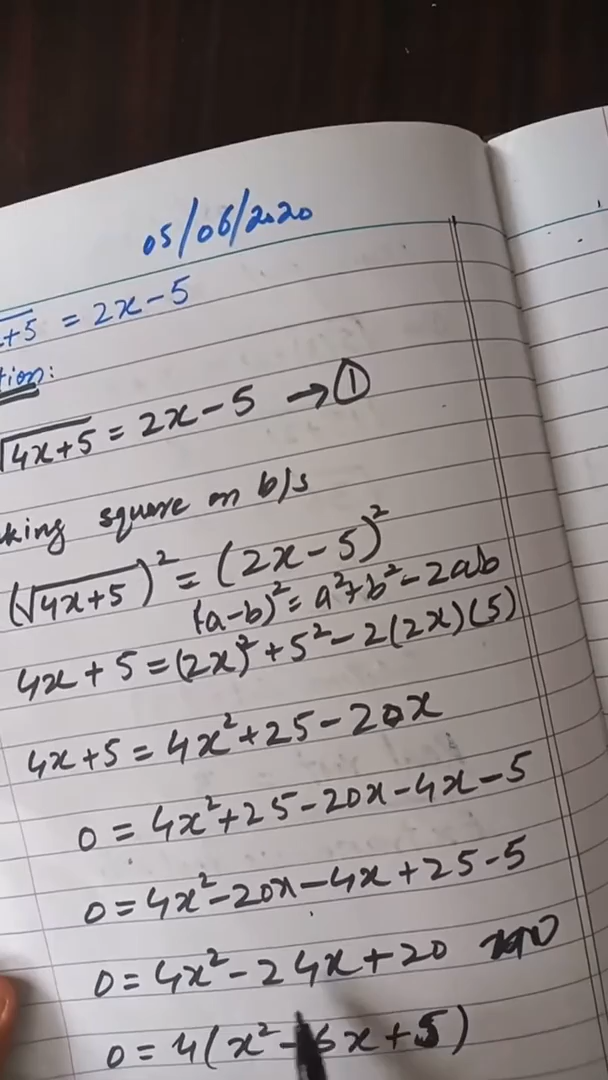 05/06/2020
+5 = 2x-5
tion:
√4x+5 = 2x-5 → ①
king square on b/s
(√4x+5)² = (2x-5)²
(a-b)² = a²+b²-2ab
4x+5 = (2x)²+5²-2(2x)(5)
4x+5 = 4x²+25-20x
0 = 4x²+25-20x-4x-5
0 = 4x²-20x-4x+25-5
0 = 4x²-24x+20
0 = 4(x²-6x+5)